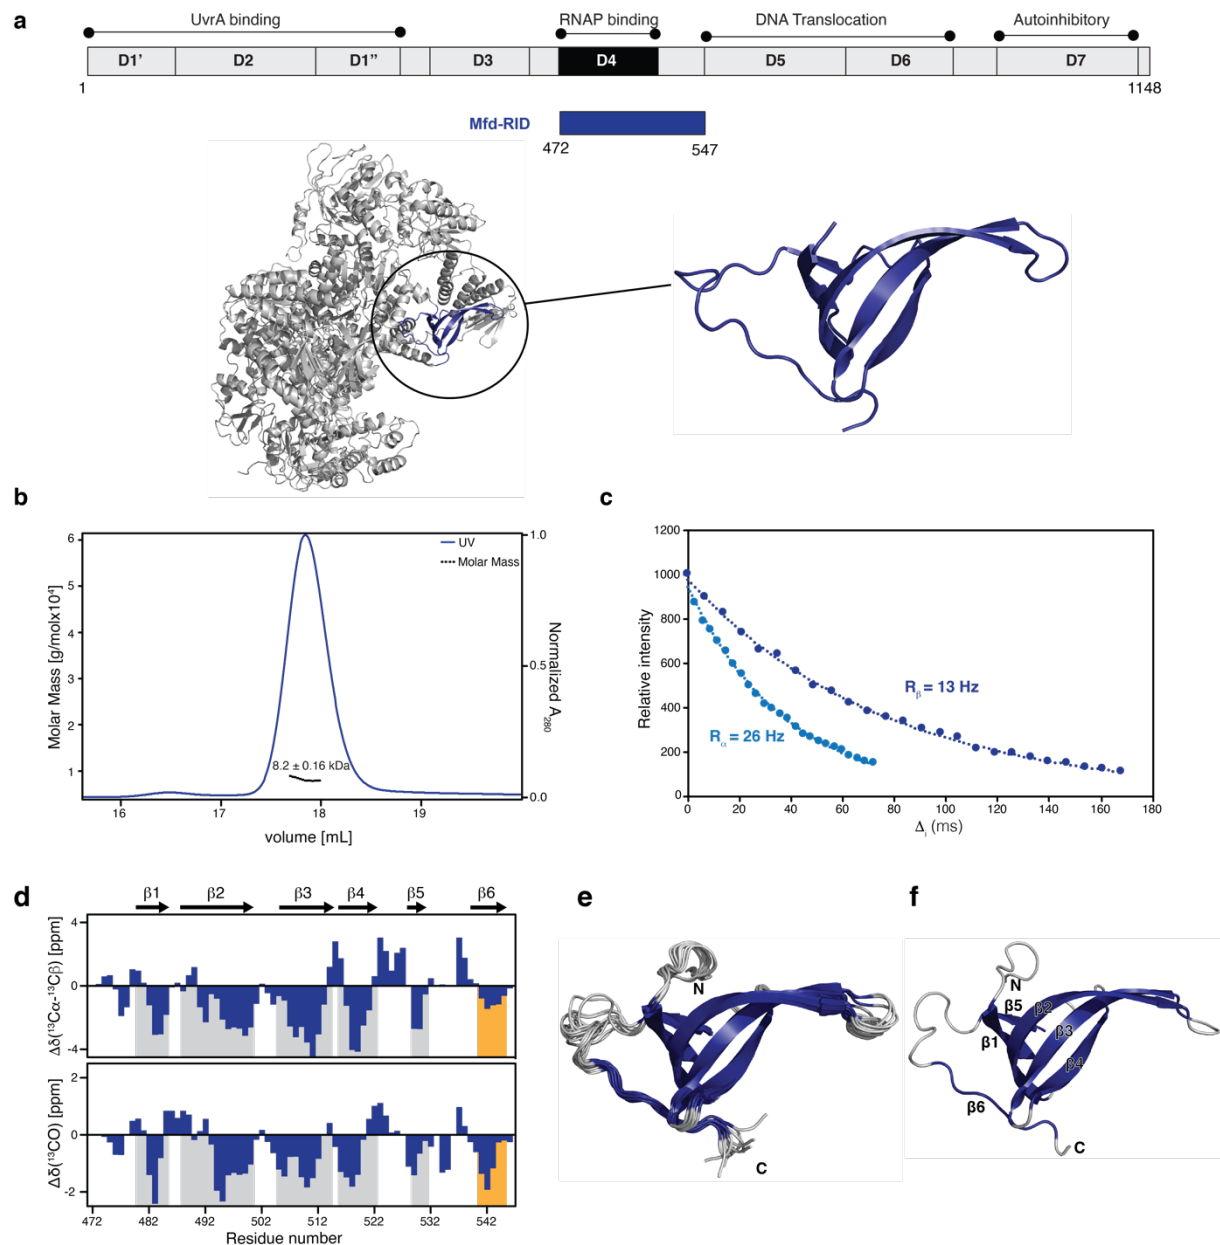 a
UvrA binding
RNAP binding
DNA Translocation
Autoinhibitory
D1’ D2 D1” D3 D4 D5 D6 D7
1 1148
Mfd-RID
472 547
b
Molar Mass [g/molx10⁴]
6
5
4
3
2
1
UV
Molar Mass
8.2 ± 0.16 kDa
1.0
0.5
0.0
Normalized A₂₈₀
16 17 18 19
volume [mL]
c
Relative intensity
1200
1000
800
600
400
200
0
Rβ = 13 Hz
Rα = 26 Hz
0 20 40 60 80 100 120 140 160 180
Δᵢ (ms)
d
β1 β2 β3 β4 β5 β6
Δδ(¹³Cα-¹³Cβ) [ppm]
4
0
-4
Δδ(¹³CO) [ppm]
2
0
-2
472 482 492 502 512 522 532 542
Residue number
e
N
C
f
N
β5
β2
β3
β1
β4
β6
C